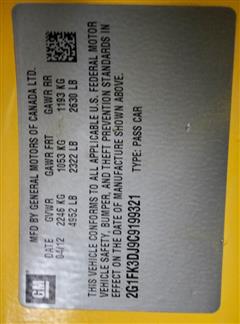 MFD BY GENERAL MOTORS OF CANADA LTD.
DATE GVWR GAWR FRT GAWR RR
04/12 2246 KG 1053 KG 1193 KG
4952 LB 2322 LB 2630 LB
THIS VEHICLE CONFORMS TO ALL APPLICABLE U.S. FEDERAL MOTOR
VEHICLE SAFETY, BUMPER, AND THEFT PREVENTION STANDARDS IN
EFFECT ON THE DATE OF MANUFACTURE SHOWN ABOVE.
2G1FK3DJ9C9199321 TYPE: PASS CAR
GM